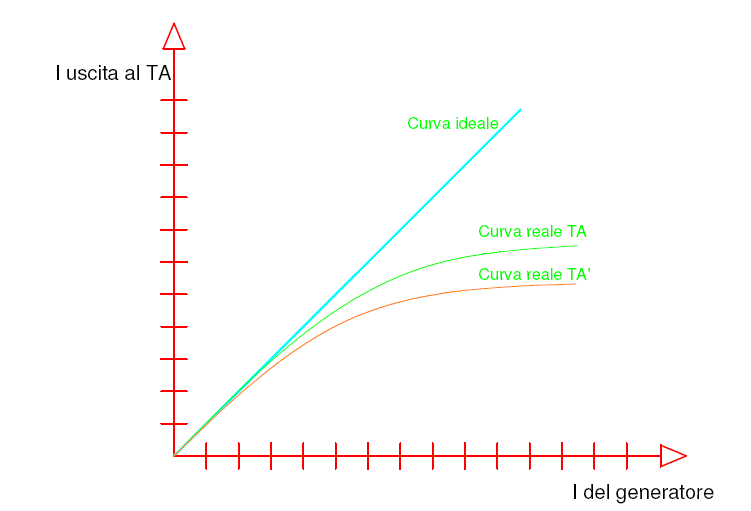 I uscita al TA
Curva ideale
Curva reale TA
Curva reale TA'
I del generatore